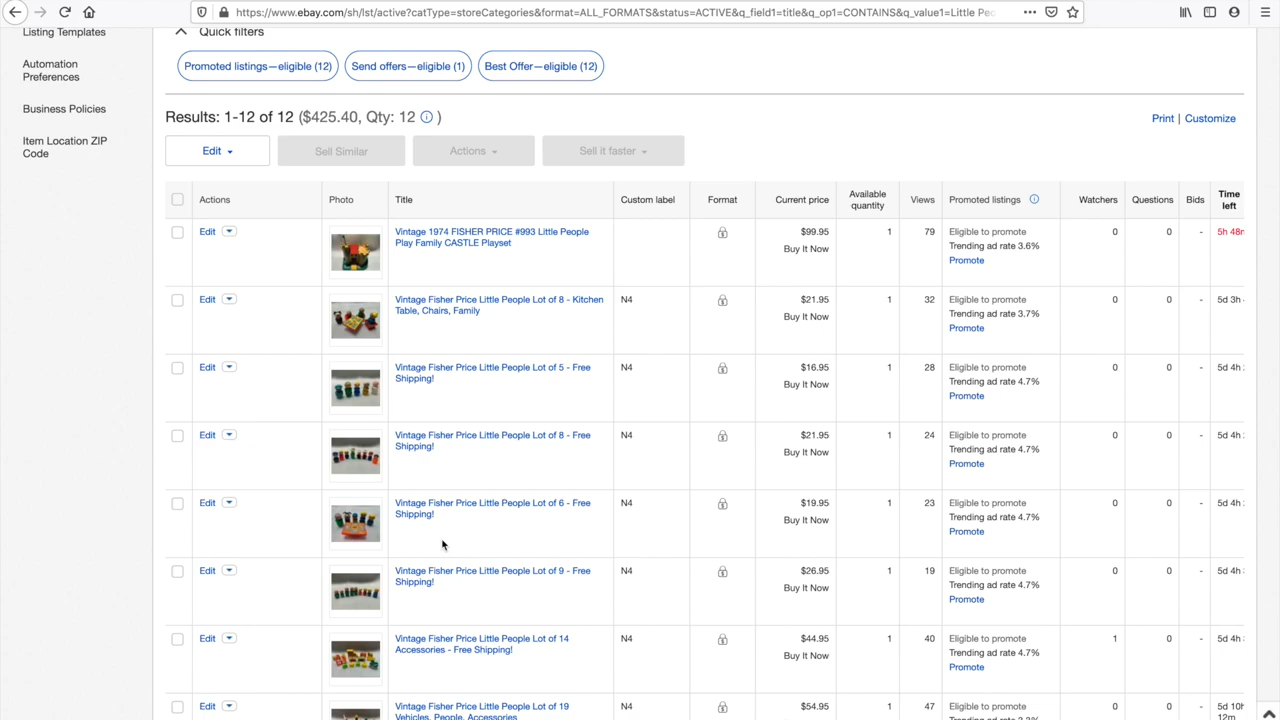 https://www.ebay.com/sh/lst/active?catType=storeCategories&format=ALL_FORMATS&status=ACTIVE&q_field1=title&q_op1=CONTAINS&q_value1=Little Pec
Listing Templates
Automation
Preferences
Business Policies
Item Location ZIP
Code
Quick filters
Promoted listings—eligible (12) Send offers—eligible (1) Best Offer—eligible (12)
Results: 1-12 of 12 ($425.40, Qty: 12 )
Print | Customize
Edit Sell Similar Actions Sell it faster
Actions Photo Title Custom label Format Current price Available quantity Views Promoted listings Watchers Questions Bids Time left
Edit Vintage 1974 FISHER PRICE #993 Little People $99.95 1 79 Eligible to promote 0 0 - 5h 48m
Play Family CASTLE Playset Buy It Now Trending ad rate 3.6%
Promote
Edit Vintage Fisher Price Little People Lot of 8 - Kitchen N4 $21.95 1 32 Eligible to promote 0 0 - 5d 3h
Table, Chairs, Family Buy It Now Trending ad rate 3.7%
Promote
Edit Vintage Fisher Price Little People Lot of 5 - Free N4 $16.95 1 28 Eligible to promote 0 0 - 5d 4h
Shipping! Buy It Now Trending ad rate 4.7%
Promote
Edit Vintage Fisher Price Little People Lot of 8 - Free N4 $21.95 1 24 Eligible to promote 0 0 - 5d 4h
Shipping! Buy It Now Trending ad rate 4.7%
Promote
Edit Vintage Fisher Price Little People Lot of 6 - Free N4 $19.95 1 23 Eligible to promote 0 0 - 5d 4h
Shipping! Buy It Now Trending ad rate 4.7%
Promote
Edit Vintage Fisher Price Little People Lot of 9 - Free N4 $26.95 1 19 Eligible to promote 0 0 - 5d 4h
Shipping! Buy It Now Trending ad rate 4.7%
Promote
Edit Vintage Fisher Price Little People Lot of 14 N4 $44.95 1 40 Eligible to promote 1 0 - 5d 4h
Accessories - Free Shipping! Buy It Now Trending ad rate 4.7%
Promote
Edit Vintage Fisher Price Little People Lot of 19 N4 $54.95 1 47 Eligible to promote 0 0 - 5d 10h
Vehicles, People, Accessories 12m